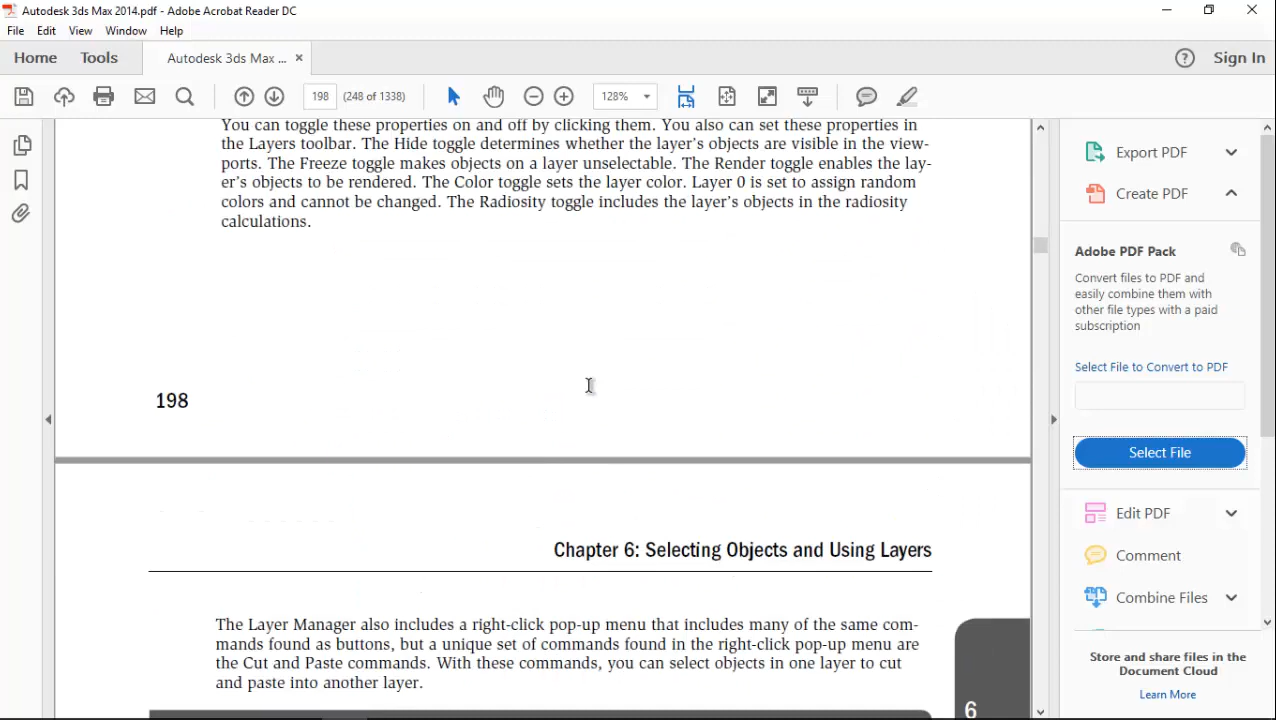 Autodesk 3ds Max 2014.pdf - Adobe Acrobat Reader DC
File Edit View Window Help
Home Tools Autodesk 3ds Max ... × ? Sign In
198 (248 of 1338) 128%
You can toggle these properties on and off by clicking them. You also can set these properties in
the Layers toolbar. The Hide toggle determines whether the layer's objects are visible in the view-
ports. The Freeze toggle makes objects on a layer unselectable. The Render toggle enables the lay-
er's objects to be rendered. The Color toggle sets the layer color. Layer 0 is set to assign random
colors and cannot be changed. The Radiosity toggle includes the layer's objects in the radiosity
calculations.
198
Chapter 6: Selecting Objects and Using Layers
The Layer Manager also includes a right-click pop-up menu that includes many of the same com-
mands found as buttons, but a unique set of commands found in the right-click pop-up menu are
the Cut and Paste commands. With these commands, you can select objects in one layer to cut
and paste into another layer.
6
Export PDF
Create PDF
Adobe PDF Pack
Convert files to PDF and
easily combine them with
other file types with a paid
subscription
Select File to Convert to PDF
Select File
Edit PDF
Comment
Combine Files
Store and share files in the
Document Cloud
Learn More